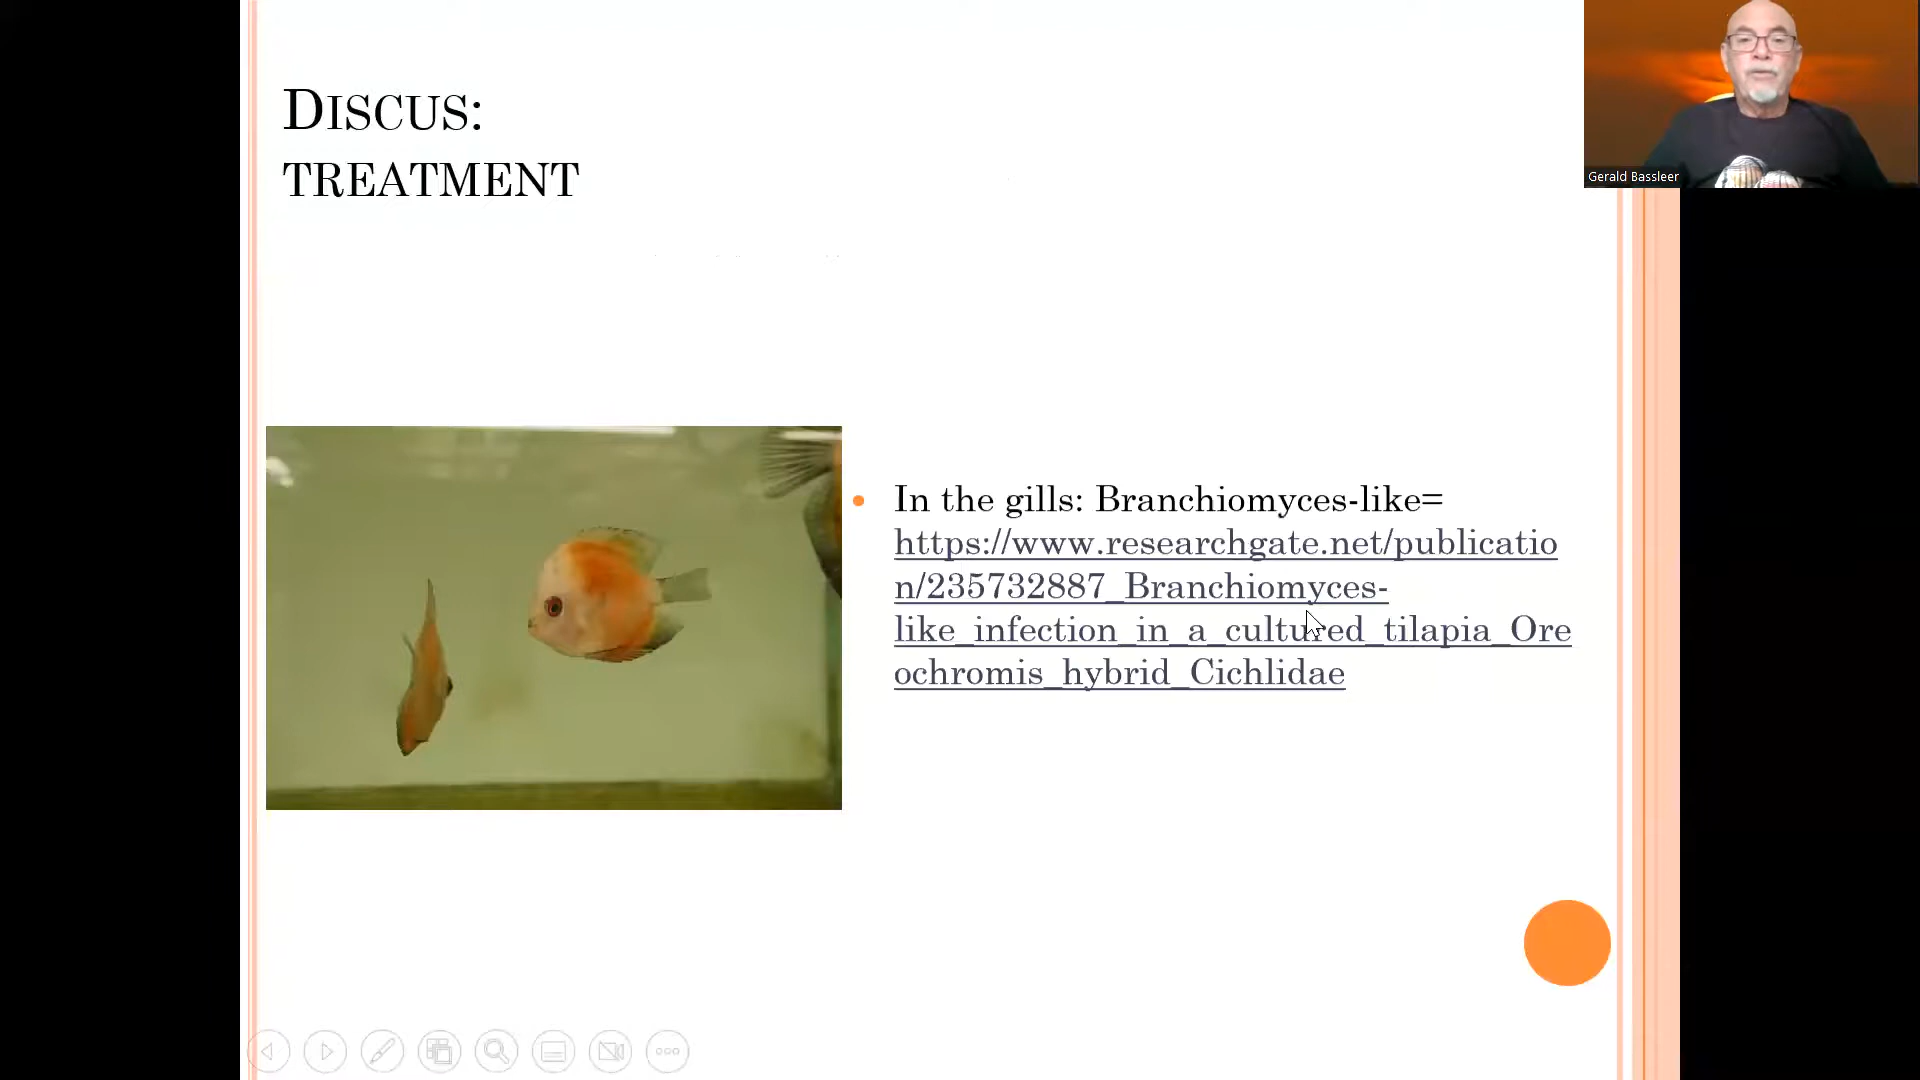 DISCUS:
TREATMENT
Gerald Bassleer
In the gills: Branchiomyces-like=
https://www.researchgate.net/publicatio
n/235732887_Branchiomyces-
like_infection_in_a_cultured_tilapia_Ore
ochromis_hybrid_Cichlidae